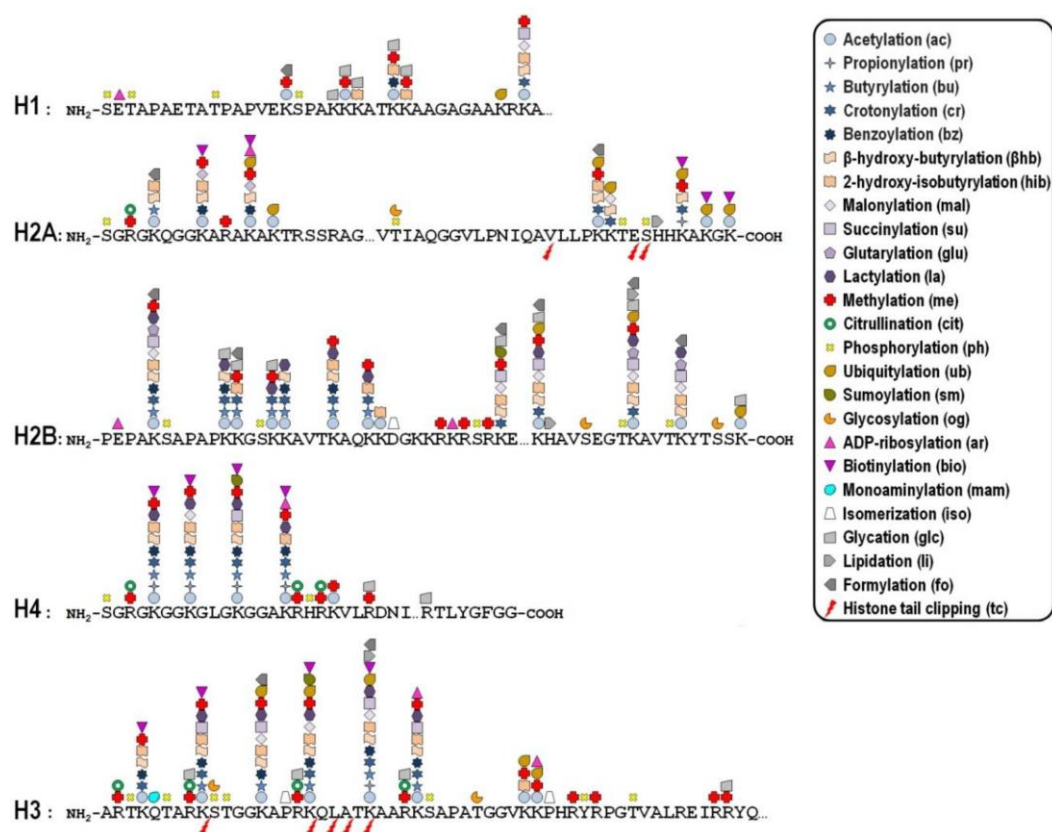 H1 : NH2-SETAPAETATPAPVEKSPAKKKATKKAAGAGAAKRKA...
H2A: NH2-SGRGKQGGKARAKAKTRSSRAG...VTIAQGGVLPNIQAVLLPKKTESHHKAKGK-COOH
H2B: NH2-PEPAKSAPAPKKGSKKAVTKAQKKDGKKRKRSRKE...KHAVSEGTKAVTKYTSSK-COOH
H4 : NH2-SGRGKGGKGLGKGGAKRHRKVLRDNI...RTLYGFGG-COOH
H3 : NH2-ARTKQTARKSTGGKAPRKQLATKAARKSAPATGGVKKPHRYRPGTVALREIRRYQ...
Acetylation (ac)
Propionylation (pr)
Butyrylation (bu)
Crotonylation (cr)
Benzoylation (bz)
β-hydroxy-butyrylation (βhb)
2-hydroxy-isobutyrylation (hib)
Malonylation (mal)
Succinylation (su)
Glutarylation (glu)
Lactylation (la)
Methylation (me)
Citrullination (cit)
Phosphorylation (ph)
Ubiquitylation (ub)
Sumoylation (sm)
Glycosylation (og)
ADP-ribosylation (ar)
Biotinylation (bio)
Monoaminylation (mam)
Isomerization (iso)
Glycation (glc)
Lipidation (li)
Formylation (fo)
Histone tail clipping (tc)